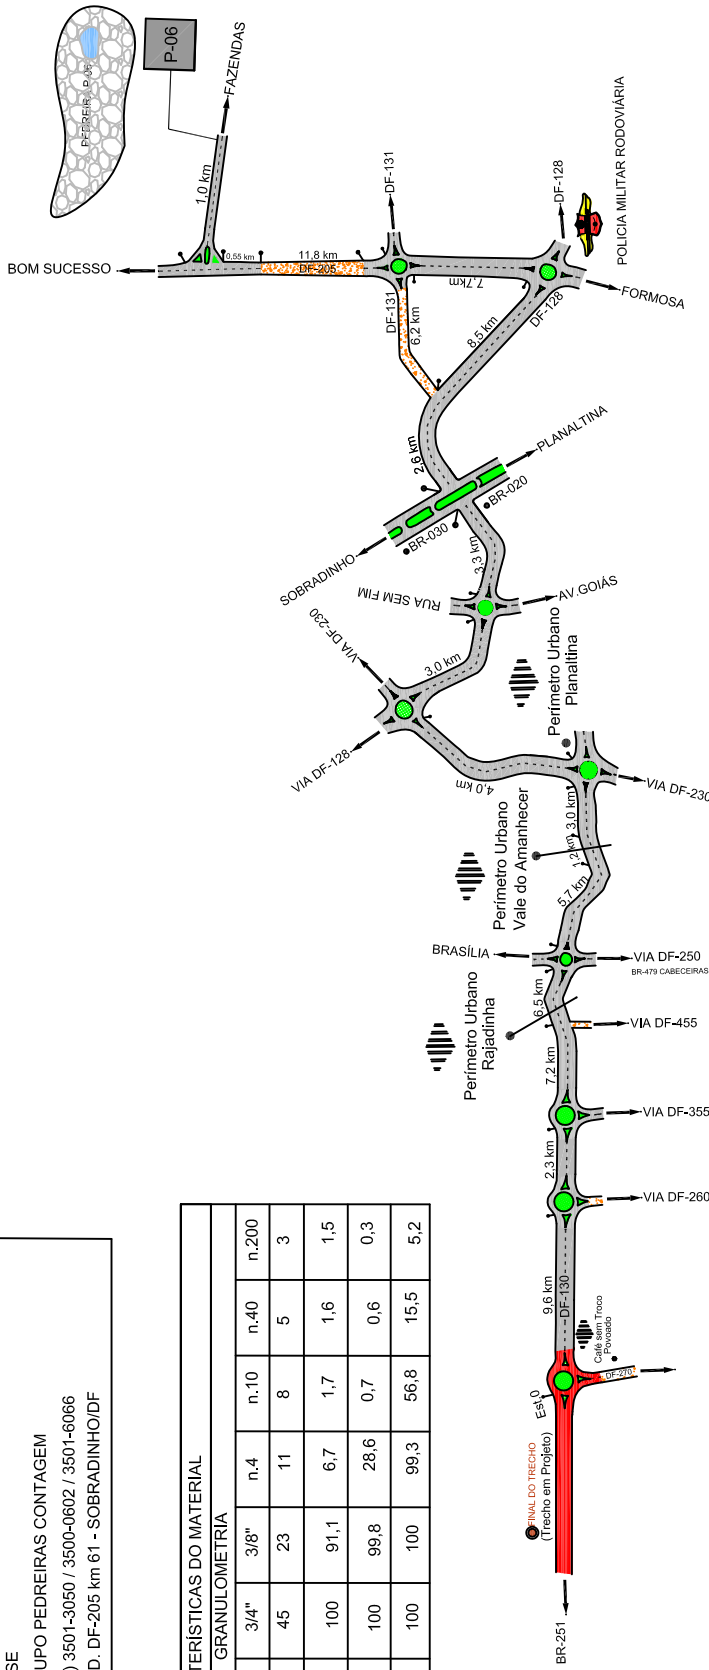 P-06
PEDREIRA P-06
FAZENDAS
1,0 km
BOM SUCESSO
0,55 km
11,8 km
DF-205
DF-131
DF-131
6,2 km
7,7km
DF-128
DF-128
POLICIA MILITAR RODOVIÁRIA
FORMOSA
8,5 km
2,6 km
PLANALTINA
BR-020
BR-030
SOBRADINHO
3,3 km
RUA SEM FIM
AV.GOIÁS
VIA DF-230
3,0 km
Perímetro Urbano
Planaltina
VIA DF-128
4,0 km
VIA DF-230
3,0 km
1,2 km
Perímetro Urbano
Vale do Amanhecer
5,7 km
BRASÍLIA
VIA DF-250
BR-479 CABECEIRAS
6,5 km
Perímetro Urbano
Rajadinha
VIA DF-455
7,2 km
VIA DF-355
2,3 km
VIA DF-260
9,6 km
DF-130
Café sem Troco
Povoado
DF-270
Est.0
FINAL DO TRECHO
(Trecho em Projeto)
BR-251
SE
UPO PEDREIRAS CONTAGEM
) 3501-3050 / 3500-0602 / 3501-6066
D. DF-205 km 61 - SOBRADINHO/DF
TERÍSTICAS DO MATERIAL
GRANULOMETRIA
3/4" 3/8" n.4 n.10 n.40 n.200
45 23 11 8 5 3
100 91,1 6,7 1,7 1,6 1,5
100 99,8 28,6 0,7 0,6 0,3
100 100 99,3 56,8 15,5 5,2